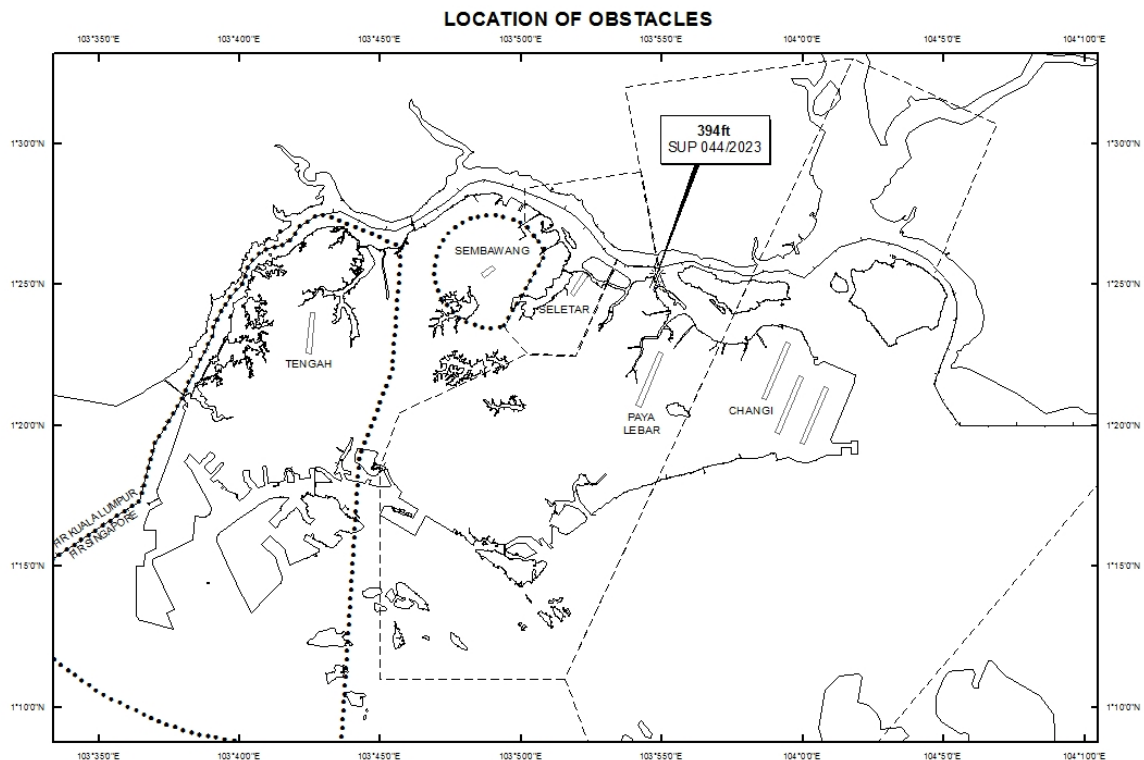 LOCATION OF OBSTACLES
103°35'0"E
103°40'0"E
103°45'0"E
103°50'0"E
103°55'0"E
104°0'0"E
104°5'0"E
104°10'0"E
1°30'0"N
1°30'0"N
394ft
SUP 044/2023
SEMBAWANG
1°25'0"N
1°25'0"N
SELETAR
TENGAH
PAYA
LEBAR
CHANGI
1°20'0"N
1°20'0"N
FIR KUALA LUMPUR
FIR SINGAPORE
1°15'0"N
1°15'0"N
1°10'0"N
1°10'0"N
103°35'0"E
103°40'0"E
103°45'0"E
103°50'0"E
103°55'0"E
104°0'0"E
104°5'0"E
104°10'0"E